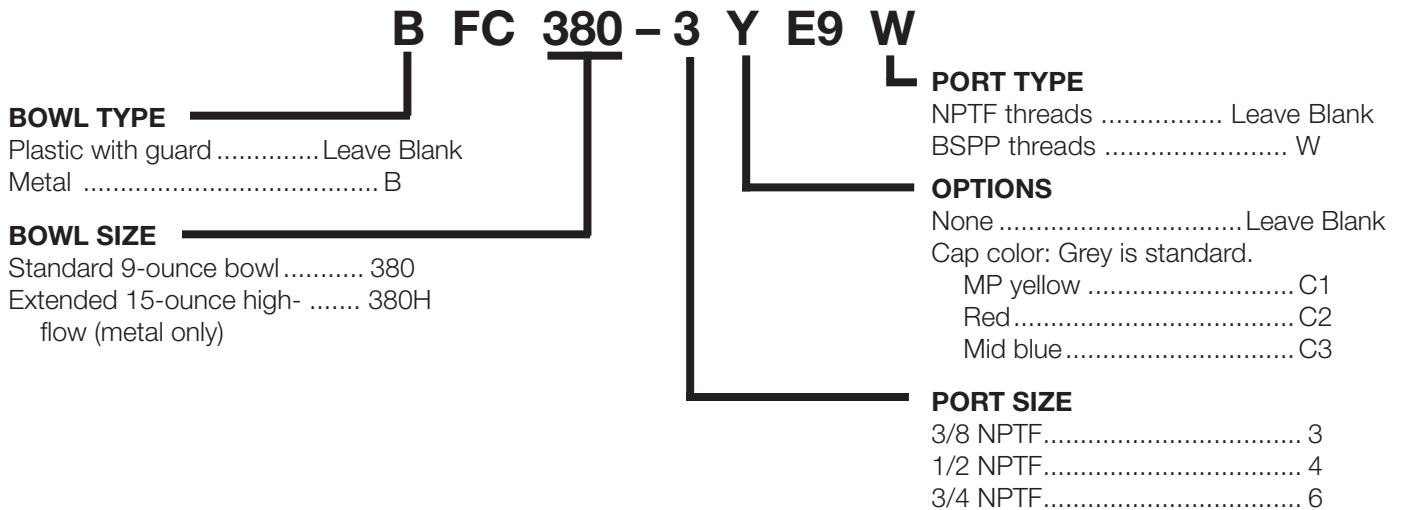 B FC 380 – 3 Y E9 W
BOWL TYPE
Plastic with guard ..............Leave Blank
Metal ........................................ B
BOWL SIZE
Standard 9-ounce bowl........... 380
Extended 15-ounce high- ....... 380H
flow (metal only)
PORT TYPE
NPTF threads ................ Leave Blank
BSPP threads ......................... W
OPTIONS
None .................................Leave Blank
Cap color: Grey is standard.
MP yellow ............................C1
Red......................................C2
Mid blue...............................C3
PORT SIZE
3/8 NPTF................................... 3
1/2 NPTF................................... 4
3/4 NPTF................................... 6